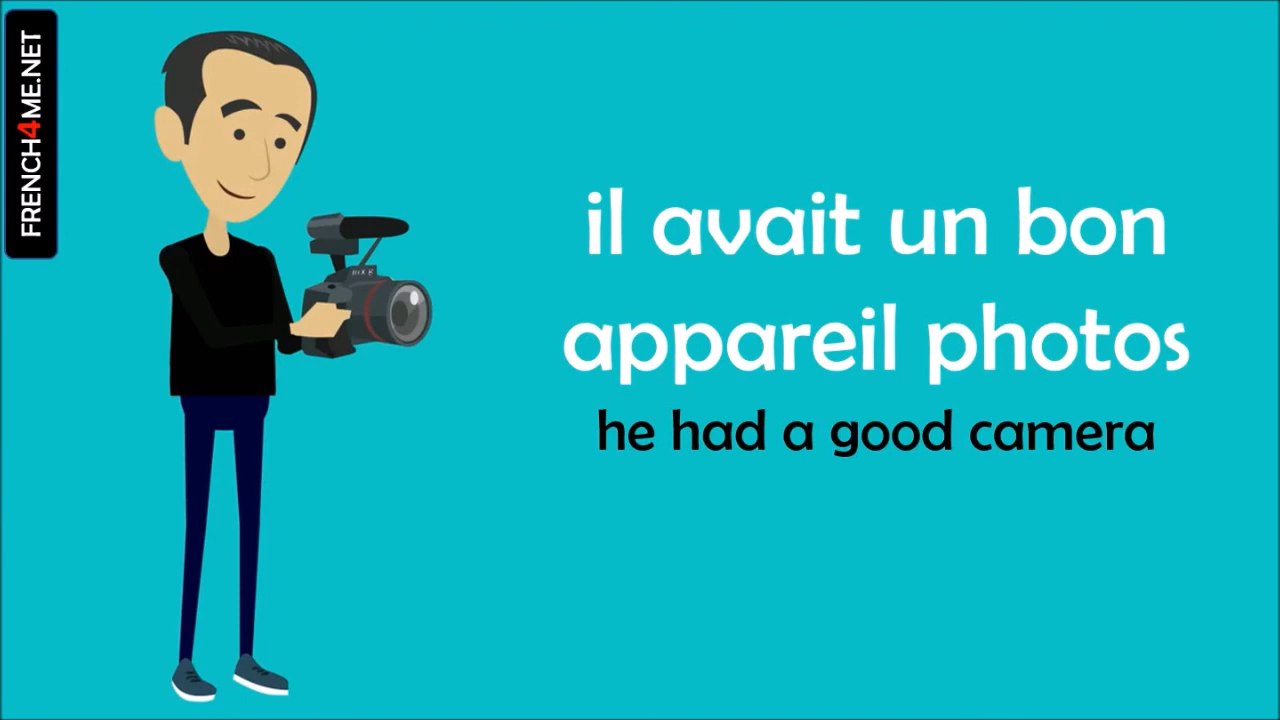 FRENCH4ME.NET
il avait un bon
appareil photos
he had a good camera